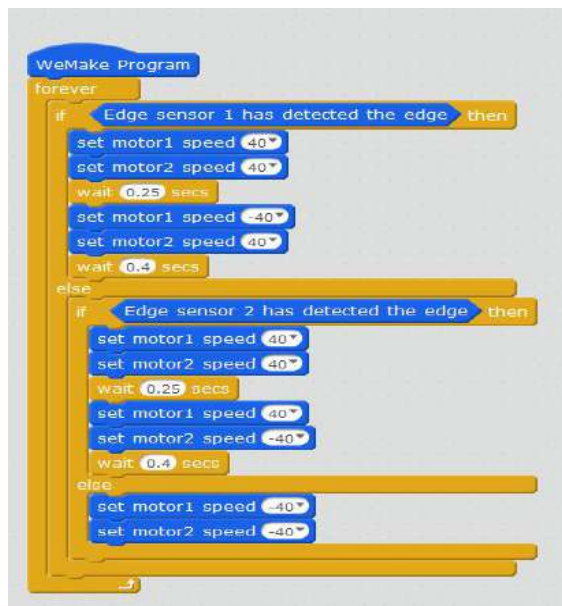 WeMake Program
forever
if Edge sensor 1 has detected the edge then
set motor1 speed 40
set motor2 speed 40
wait 0.25 secs
set motor1 speed -40
set motor2 speed 40
wait 0.4 secs
else
if Edge sensor 2 has detected the edge then
set motor1 speed 40
set motor2 speed 40
wait 0.25 secs
set motor1 speed 40
set motor2 speed -40
wait 0.4 secs
else
set motor1 speed -40
set motor2 speed -40